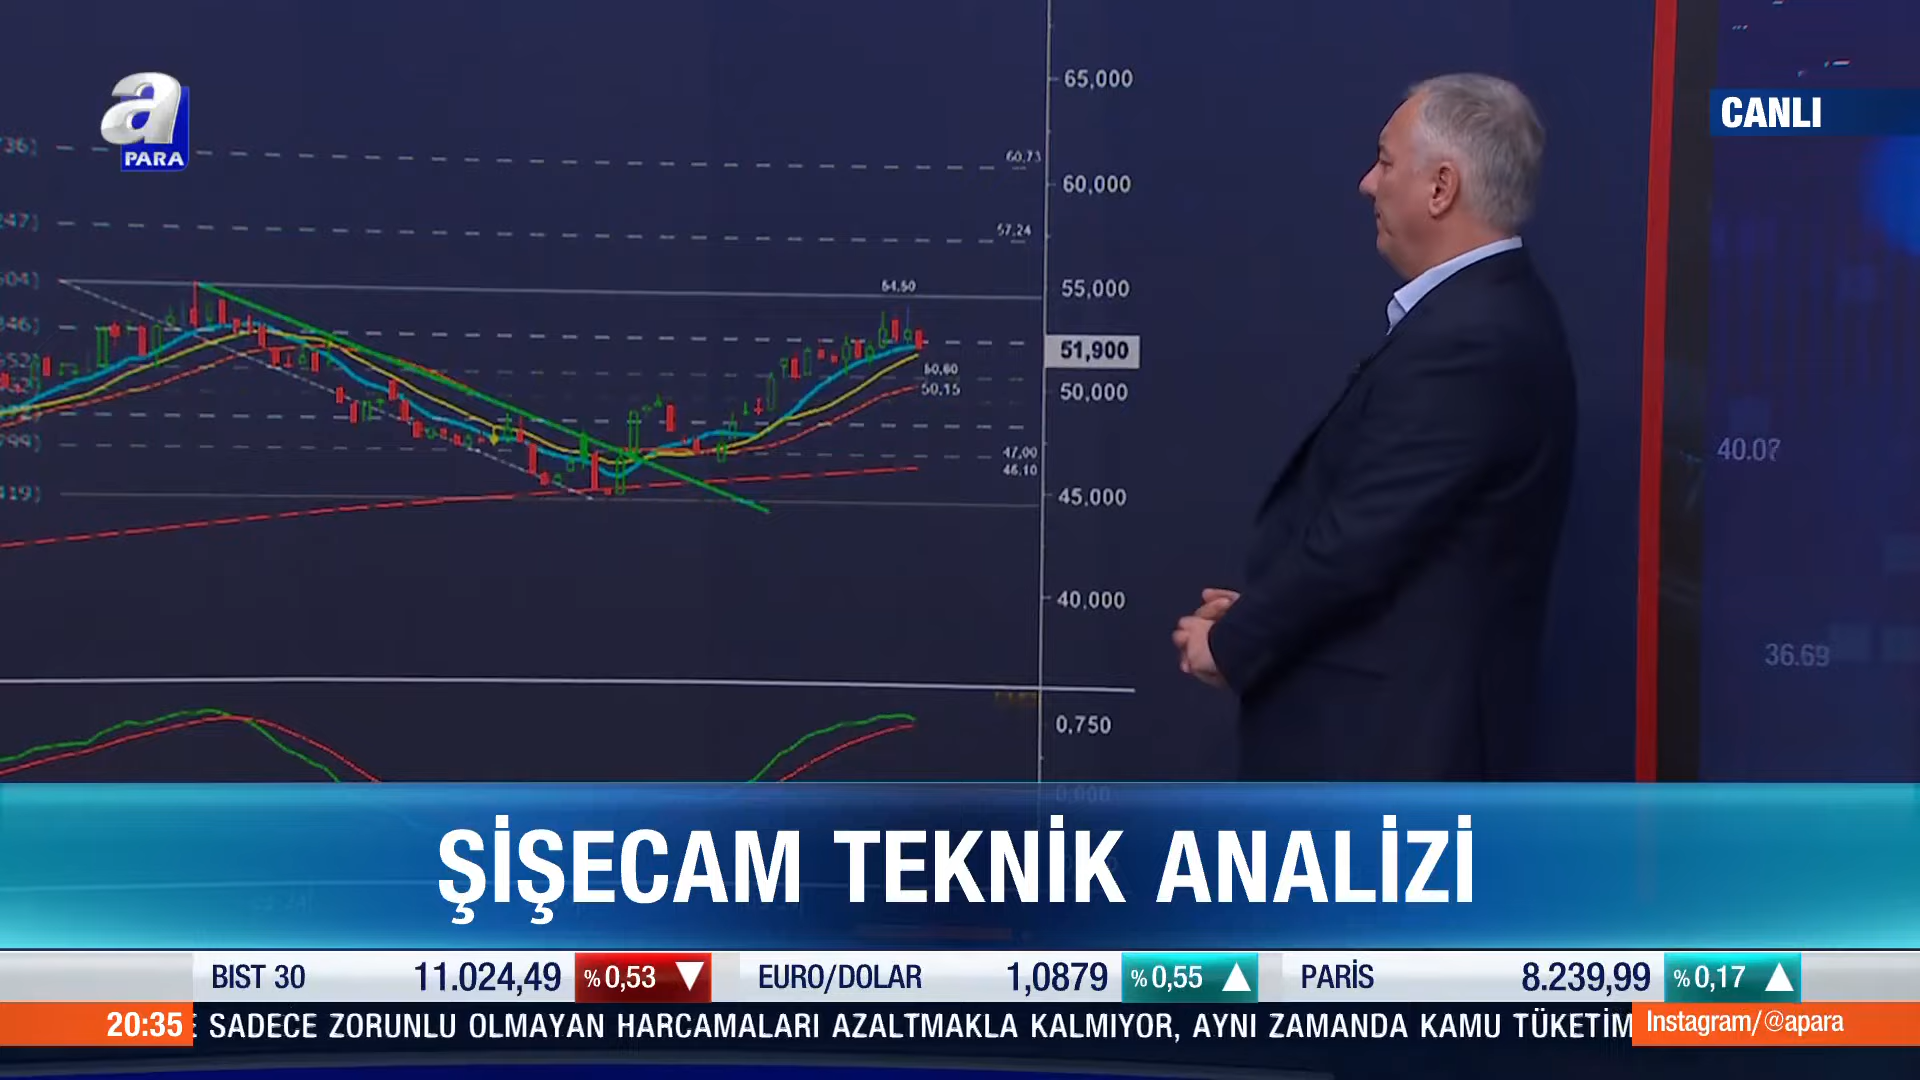 a
PARA
CANLI
65,000
60,73
60,000
57,24
54,50
55,000
51,900
50,60
50,15
50,000
47,00
46,10
45,000
40,000
0,750
40.07
36.69
ŞİŞECAM TEKNİK ANALİZİ
BIST 30 11.024,49 %0,53 EURO/DOLAR 1,0879 %0,55 PARİS 8.239,99 %0,17
20:35 SADECE ZORUNLU OLMAYAN HARCAMALARI AZALTMAKLA KALMIYOR, AYNI ZAMANDA KAMU TÜKETİM Instagram/@apara